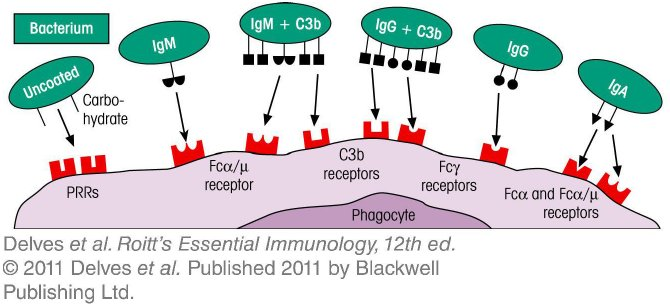 Bacterium
Uncoated
Carbo-
hydrate
IgM
IgM + C3b
IgG + C3b
IgG
IgA
PRRs
Fcα/μ
receptor
C3b
receptors
Fcγ
receptors
Fcα and Fcα/μ
receptors
Phagocyte
Delves et al. Roitt's Essential Immunology, 12th ed.
© 2011 Delves et al. Published 2011 by Blackwell
Publishing Ltd.